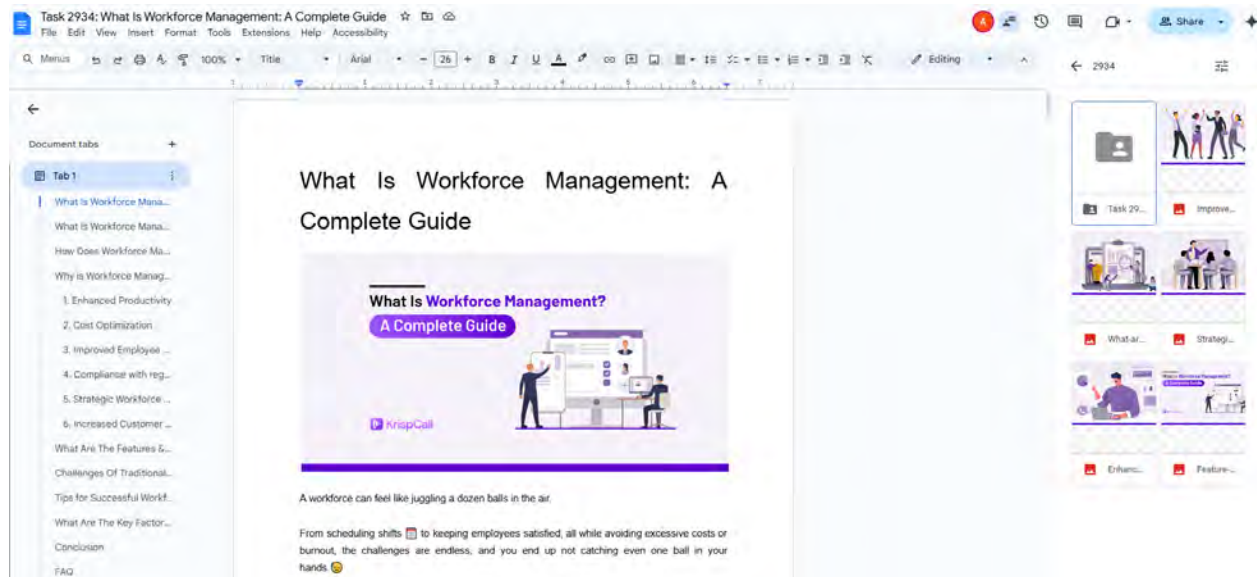 Task 2934: What Is Workforce Management: A Complete Guide
File Edit View Insert Format Tools Extensions Help Accessibility
A
Share
Menus
100%
Title
Arial
26
B I U A
Editing
2934
Document tabs
Tab 1
What Is Workforce Mana...
What Is Workforce Mana...
How Does Workforce Ma...
Why is Workforce Manag...
1. Enhanced Productivity
2. Cost Optimization
3. Improved Employee ...
4. Compliance with reg...
5. Strategic Workforce ...
6. Increased Customer ...
What Are The Features &...
Challenges Of Traditional...
Tips for Successful Workf...
What Are The Key Factor...
Conclusion
FAQ
What Is Workforce Management: A
Complete Guide
What Is Workforce Management?
A Complete Guide
KrispCall
A workforce can feel like juggling a dozen balls in the air.
From scheduling shifts 🗓️ to keeping employees satisfied, all while avoiding excessive costs or
burnout, the challenges are endless, and you end up not catching even one ball in your
hands.😓
Task 29...
Improve...
What-ar...
Strategi...
What Is Workforce Management?
A Complete Guide
Enhanc...
Feature-...